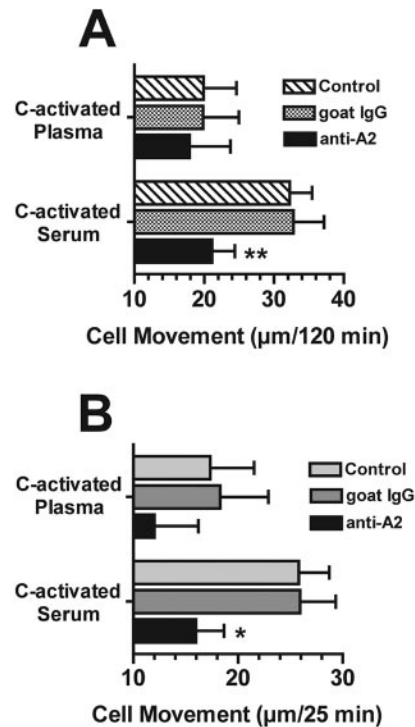 A
C-activated
Plasma
Control
goat IgG
anti-A2
C-activated
Serum
**
10 20 30 40
Cell Movement (µm/120 min)
B
C-activated
Plasma
Control
goat IgG
anti-A2
C-activated
Serum
*
10 20 30
Cell Movement (µm/25 min)